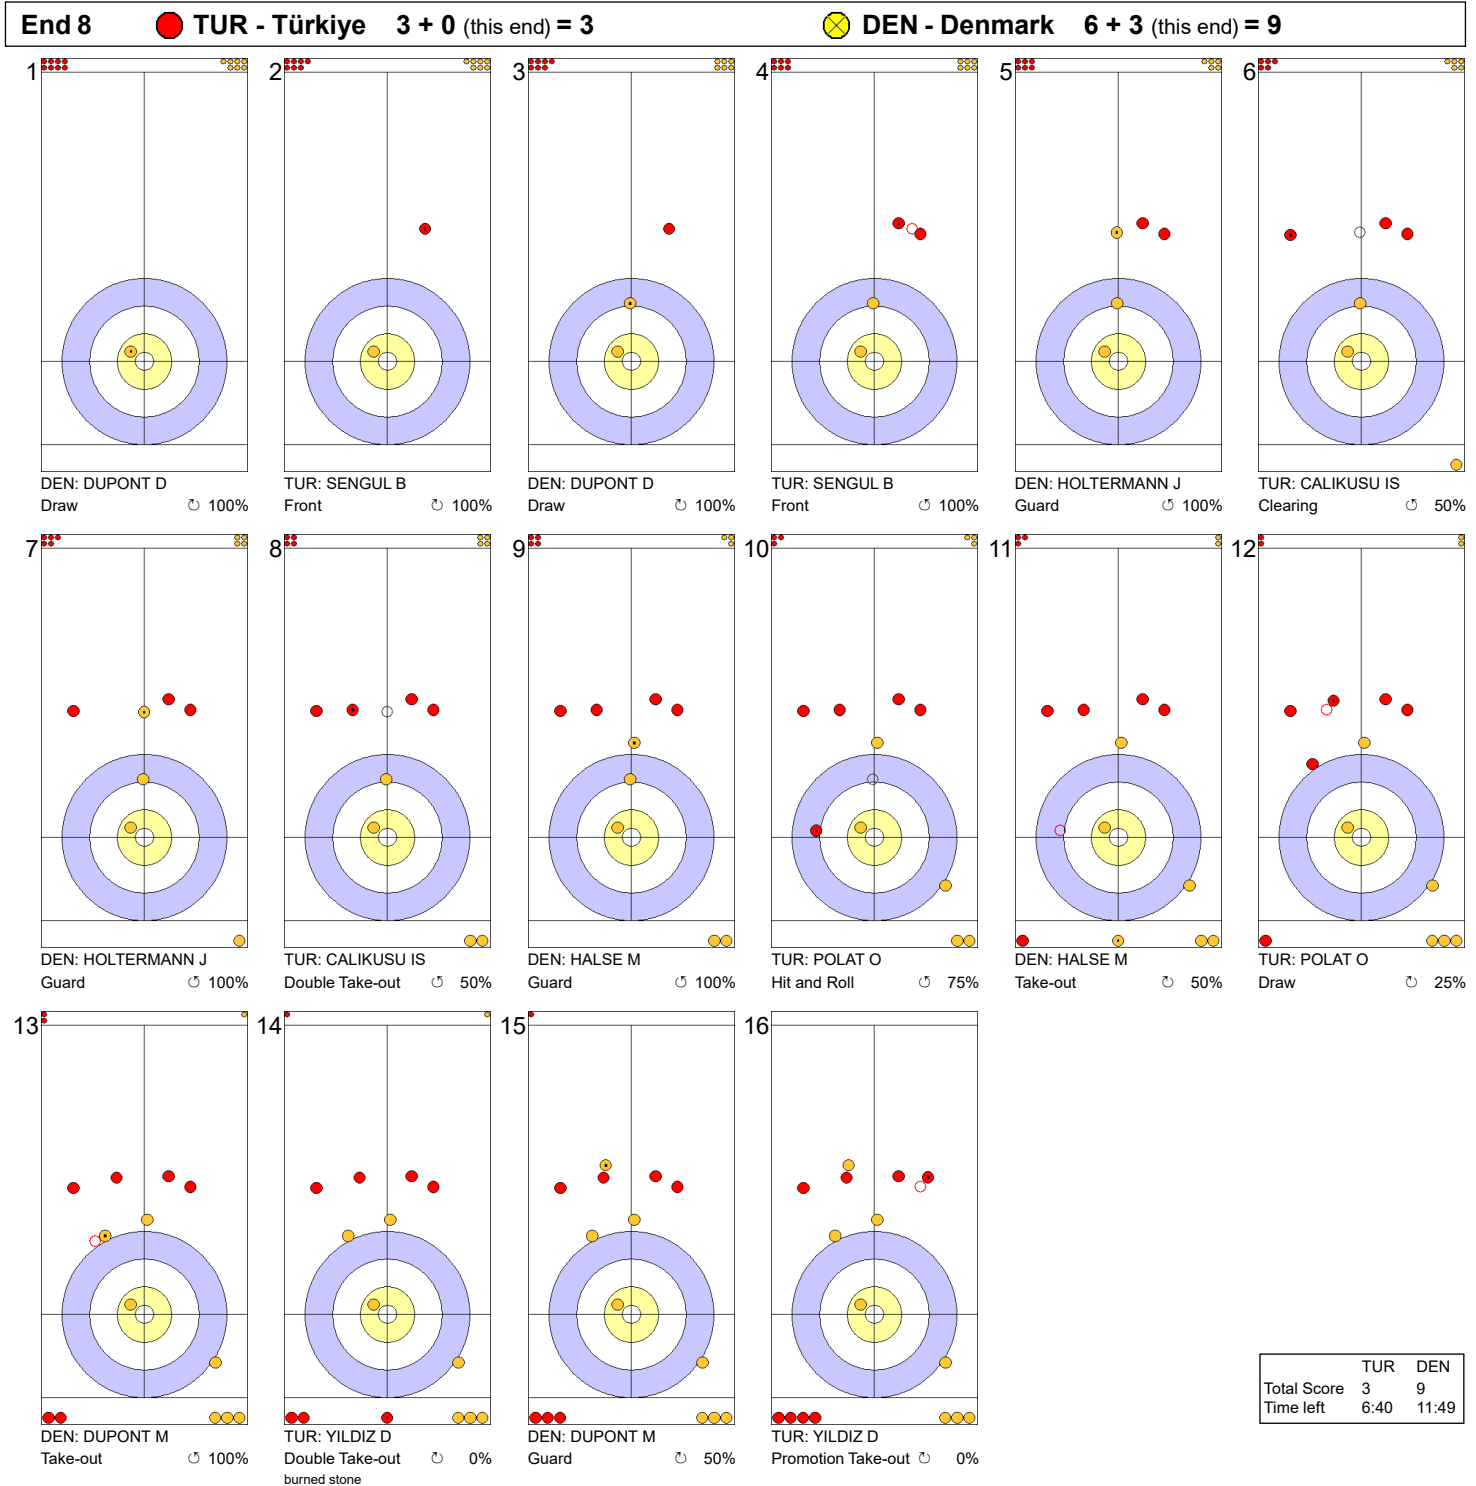 End 8 TUR - Türkiye 3 + 0 (this end) = 3 DEN - Denmark 6 + 3 (this end) = 9
1 2 3 4 5 6
DEN: DUPONT D TUR: SENGUL B DEN: DUPONT D TUR: SENGUL B DEN: HOLTERMANN J TUR: CALIKUSU IS
Draw ↻ 100% Front ↻ 100% Draw ↻ 100% Front ↻ 100% Guard ↻ 100% Clearing ↺ 50%
7 8 9 10 11 12
DEN: HOLTERMANN J TUR: CALIKUSU IS DEN: HALSE M TUR: POLAT O DEN: HALSE M TUR: POLAT O
Guard ↺ 100% Double Take-out ↺ 50% Guard ↻ 100% Hit and Roll ↺ 75% Take-out ↻ 50% Draw ↻ 25%
13 14 15 16
DEN: DUPONT M TUR: YILDIZ D DEN: DUPONT M TUR: YILDIZ D
Take-out ↻ 100% Double Take-out ↻ 0% Guard ↻ 50% Promotion Take-out ↻ 0%
burned stone
TUR DEN
Total Score 3 9
Time left 6:40 11:49